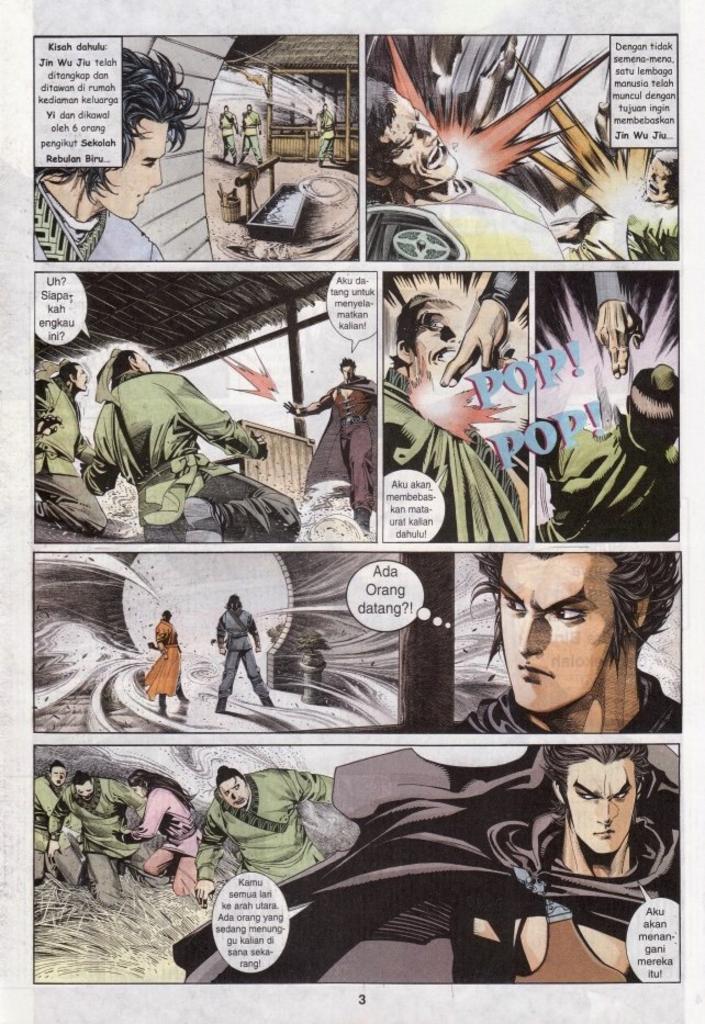 Kisah dahulu:
Jin Wu Jiu telah
ditangkap dan
ditawan di rumah
kediaman keluarga
Yi dan dikawal
oleh 6 orang
pengikut Sekolah
Rebulan Biru...
Dengan tidak
semena-mena,
satu lembaga
manusia telah
muncul dengan
tujuan ingin
membebaskan
Jin Wu Jiu...
Uh?
Siapa-
kah
engkau
ini?
Aku da-
tang untuk
menyela-
matkan
kalian!
POP!
POP!
Aku akan
membebas-
kan mata-
urat kalian
dahulu!
Ada
Orang
datang?!
Kamu
semua lari
ke arah utara.
Ada orang yang
sedang menung-
gu kalian di
sana seka-
rang!
Aku
akan
menan-
gani
mereka
itu!
3